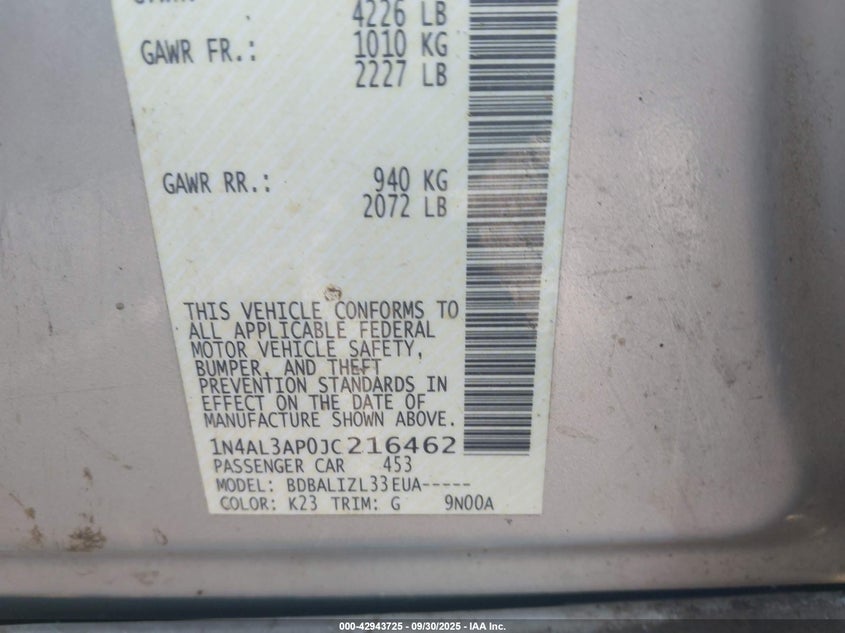 4226 LB
GAWR FR.: 1010 KG
2227 LB
GAWR RR.: 940 KG
2072 LB
THIS VEHICLE CONFORMS TO
ALL APPLICABLE FEDERAL
MOTOR VEHICLE SAFETY,
BUMPER, AND THEFT
PREVENTION STANDARDS IN
EFFECT ON THE DATE OF
MANUFACTURE SHOWN ABOVE.
1N4AL3AP0JC216462
PASSENGER CAR 453
MODEL: BDBALIZL33EUA-----
COLOR: K23 TRIM: G 9N00A
000-42943725 - 09/30/2025 - IAA Inc.